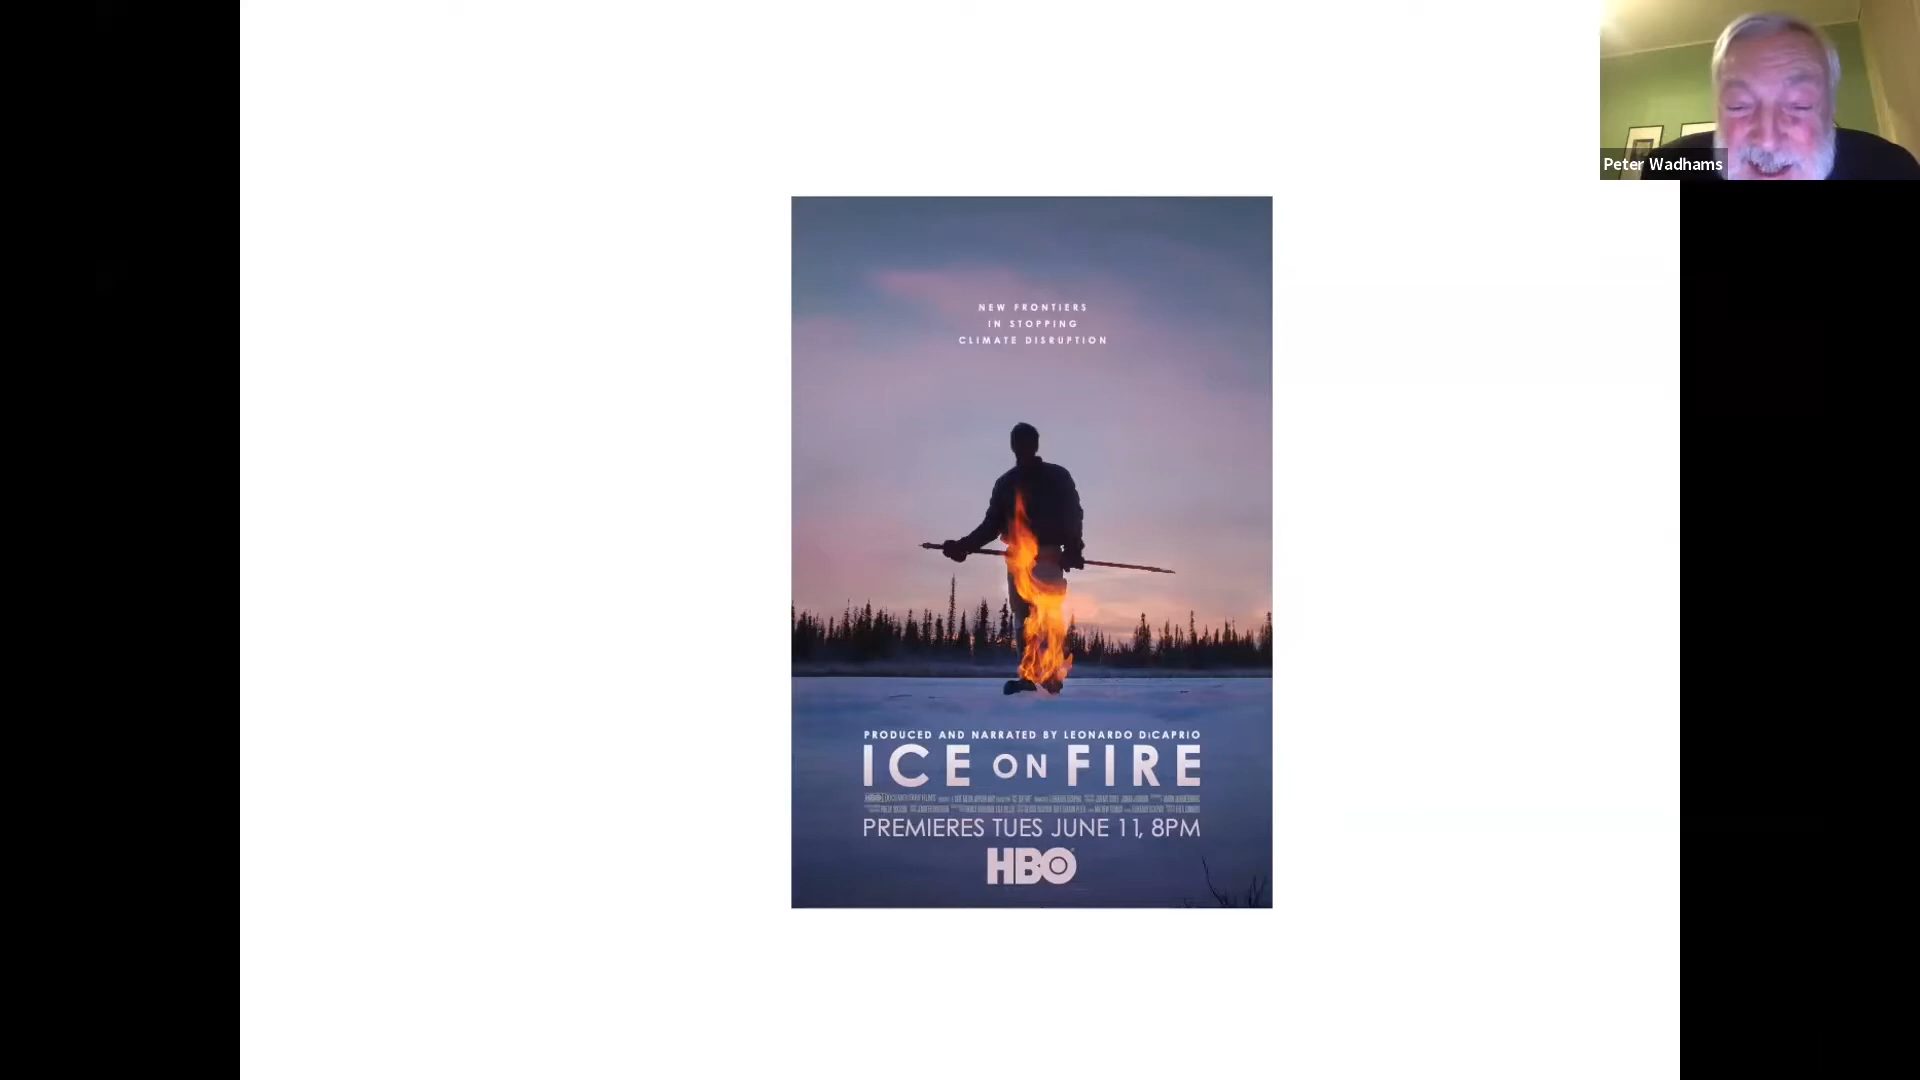 Peter Wadhams
NEW FRONTIERS
IN STOPPING
CLIMATE DISRUPTION
PRODUCED AND NARRATED BY LEONARDO DiCAPRIO
ICE ON FIRE
PREMIERES TUES JUNE 11, 8PM
HBO